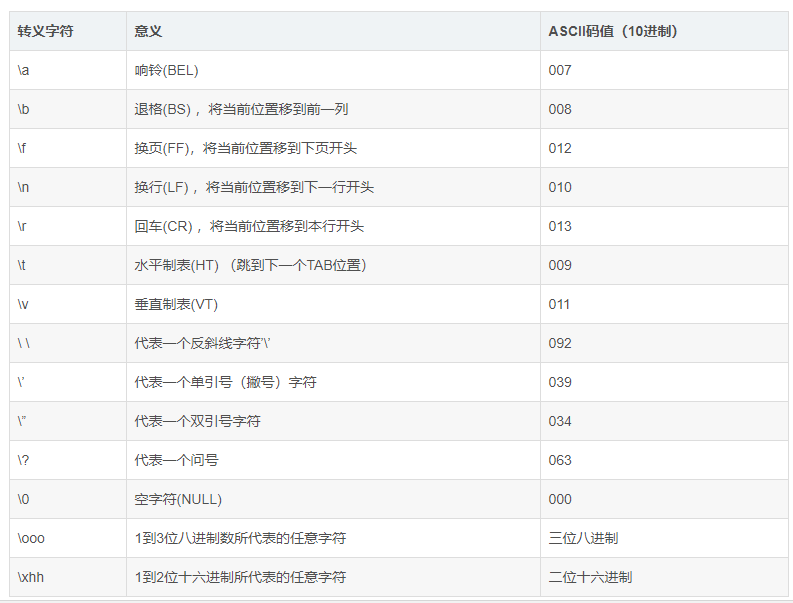 转义字符 意义 ASCII码值（10进制）
\a 响铃(BEL) 007
\b 退格(BS) ，将当前位置移到前一列 008
\f 换页(FF)，将当前位置移到下页开头 012
\n 换行(LF) ，将当前位置移到下一行开头 010
\r 回车(CR) ，将当前位置移到本行开头 013
\t 水平制表(HT) （跳到下一个TAB位置） 009
\v 垂直制表(VT) 011
\ \ 代表一个反斜线字符’\’ 092
\’ 代表一个单引号（撇号）字符 039
\” 代表一个双引号字符 034
\? 代表一个问号 063
\0 空字符(NULL) 000
\ooo 1到3位八进制数所代表的任意字符 三位八进制
\xhh 1到2位十六进制所代表的任意字符 二位十六进制